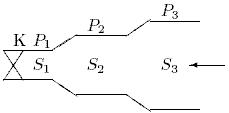 P₃
P₂
K P₁
S₁ S₂ S₃